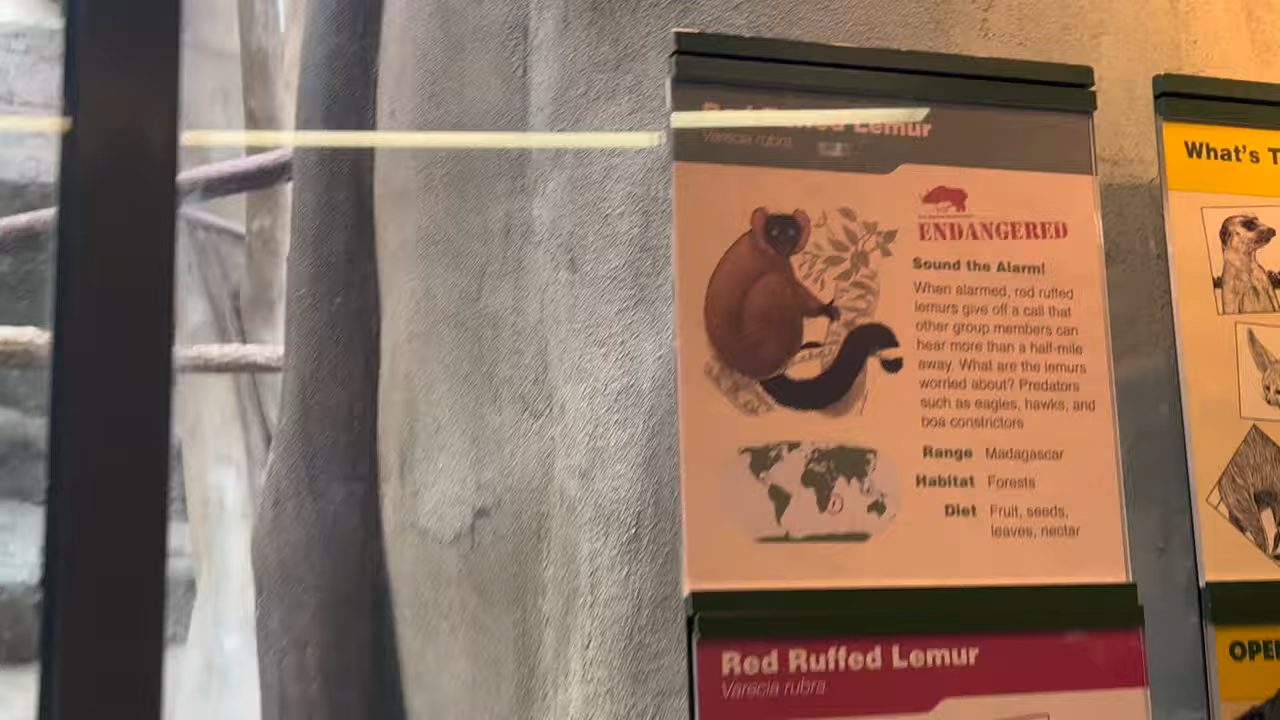 Red Ruffed Lemur
Varecia rubra
ENDANGERED
Sound the Alarm!
When alarmed, red ruffed
lemurs give off a call that
other group members can
hear more than a half-mile
away. What are the lemurs
worried about? Predators
such as eagles, hawks, and
boa constrictors
Range Madagascar
Habitat Forests
Diet Fruit, seeds,
leaves, nectar
Red Ruffed Lemur
Varecia rubra
What's T
OPE